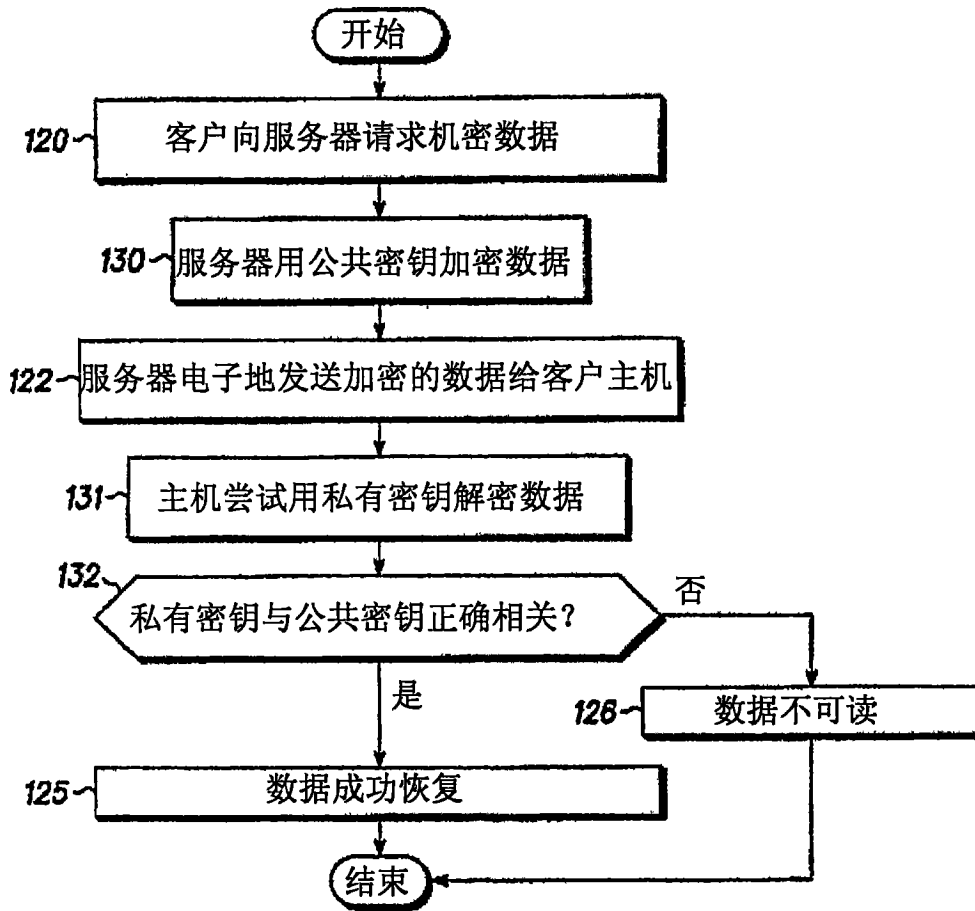 开始
120
客户向服务器请求机密数据
130
服务器用公共密钥加密数据
122
服务器电子地发送加密的数据给客户主机
131
主机尝试用私有密钥解密数据
132
私有密钥与公共密钥正确相关？
否
是
126
数据不可读
125
数据成功恢复
结束